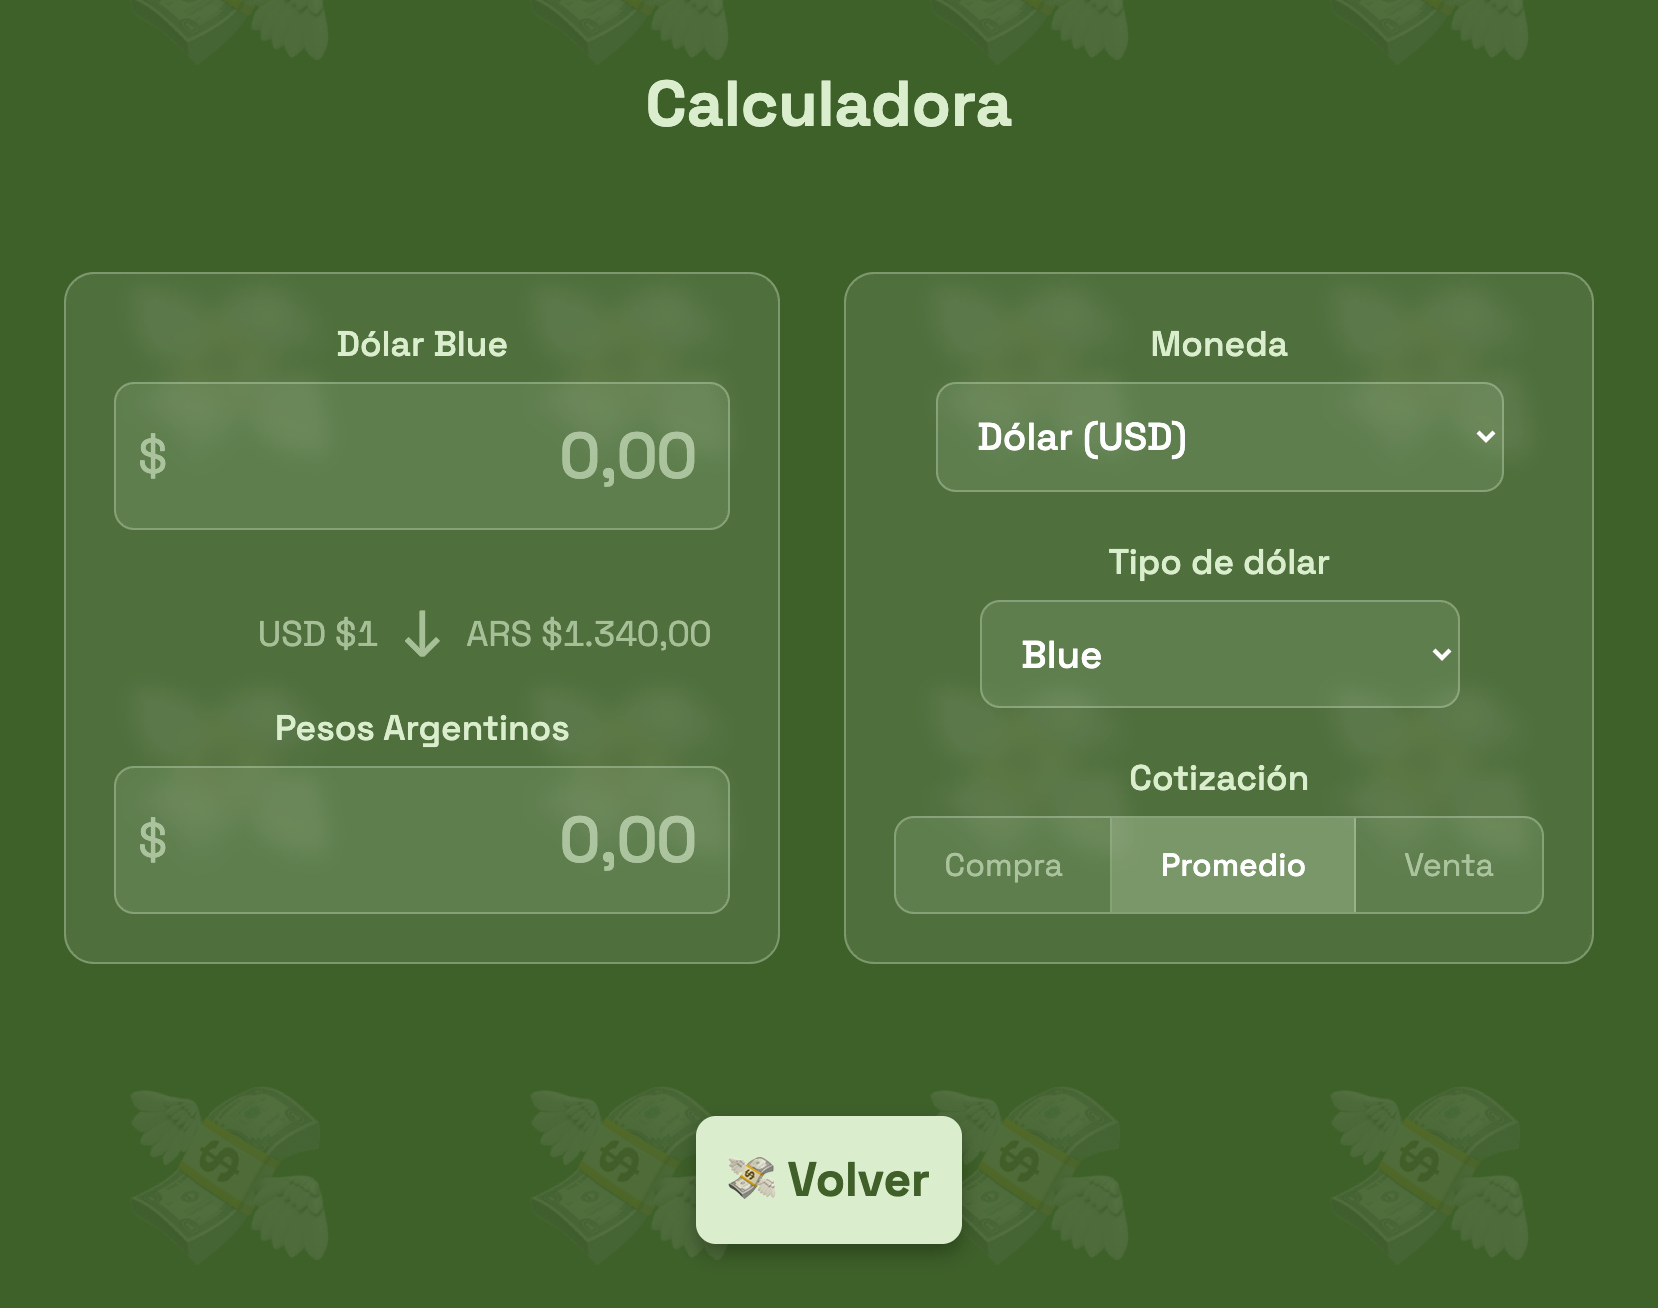 Calculadora
Dólar Blue
$ 0,00
USD $1 ↓ ARS $1.340,00
Pesos Argentinos
$ 0,00
Moneda
Dólar (USD)
Tipo de dólar
Blue
Cotización
Compra Promedio Venta
Volver